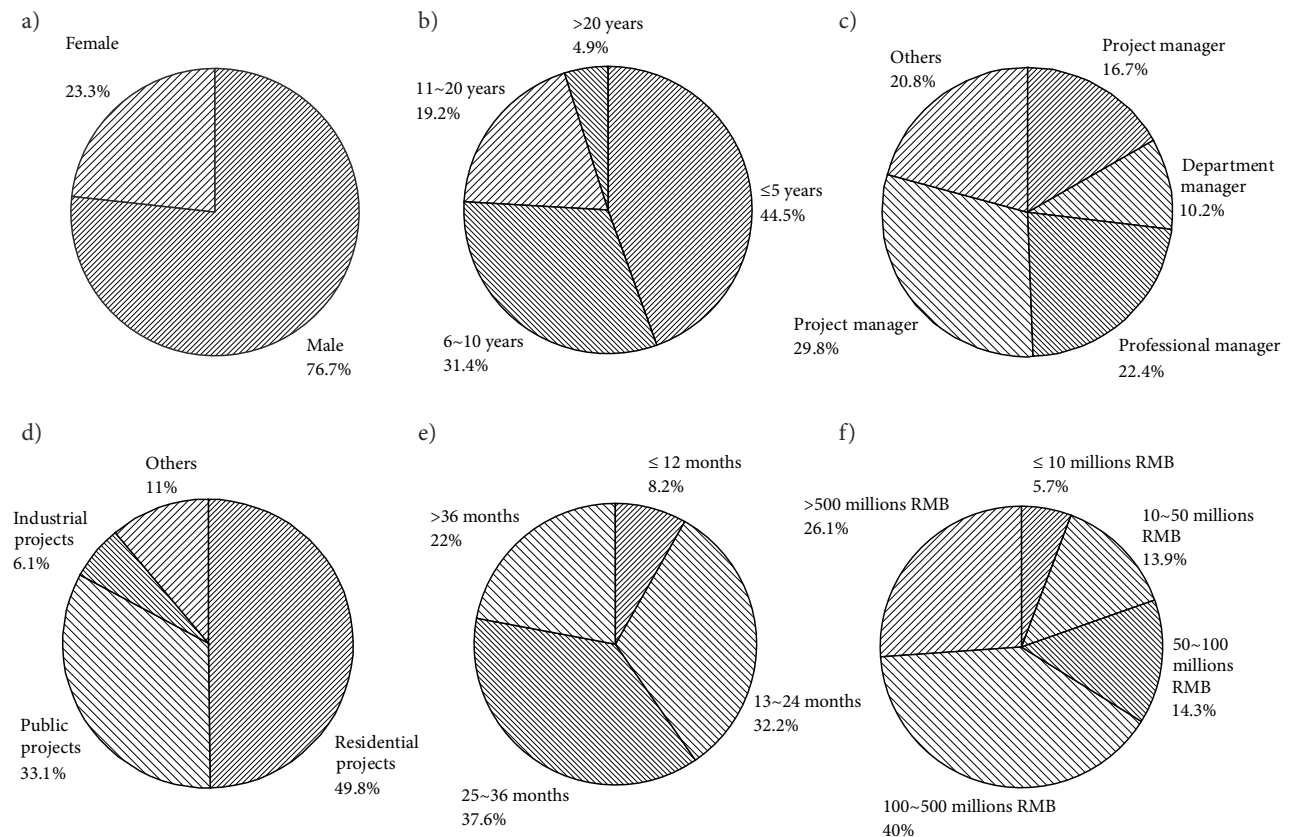 a)
Female
23.3%
Male
76.7%
b)
>20 years
4.9%
11~20 years
19.2%
≤5 years
44.5%
6~10 years
31.4%
c)
Project manager
16.7%
Others
20.8%
Department
manager
10.2%
Project manager
29.8%
Professional manager
22.4%
d)
Others
11%
Industrial
projects
6.1%
Public
projects
33.1%
Residential
projects
49.8%
e)
≤ 12 months
8.2%
>36 months
22%
13~24 months
32.2%
25~36 months
37.6%
f)
≤ 10 millions RMB
5.7%
>500 millions RMB
26.1%
10~50 millions
RMB
13.9%
50~100
millions
RMB
14.3%
100~500 millions RMB
40%